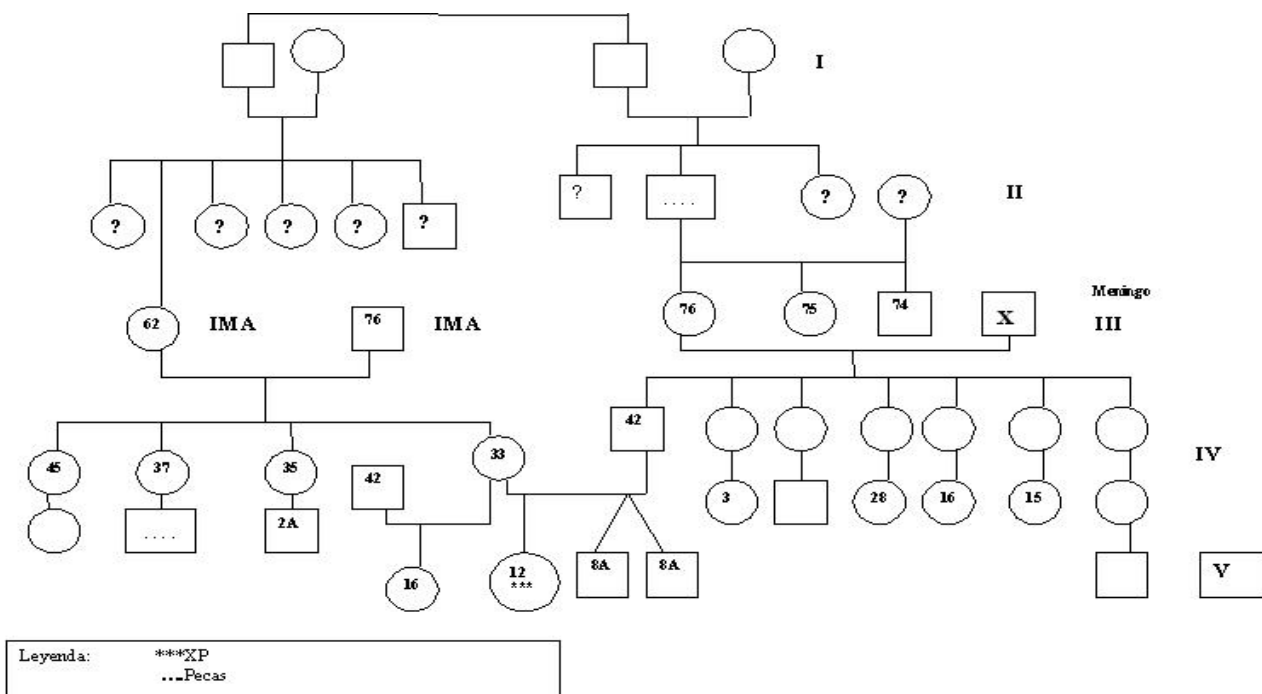 I
? ? ? ? ?
? .... ? ?
II
62 IMA 76 IMA
76 75 74 X
Meningo
III
45 37 35 33
42
42
IV
.... 2A
3 28 16 15
16 12 *** 8A 8A
V
Leyenda: ***XP
....Pecas